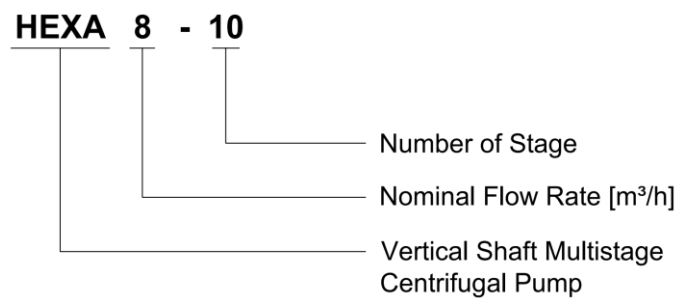 HEXA 8 - 10
Number of Stage
Nominal Flow Rate [m³/h]
Vertical Shaft Multistage
Centrifugal Pump